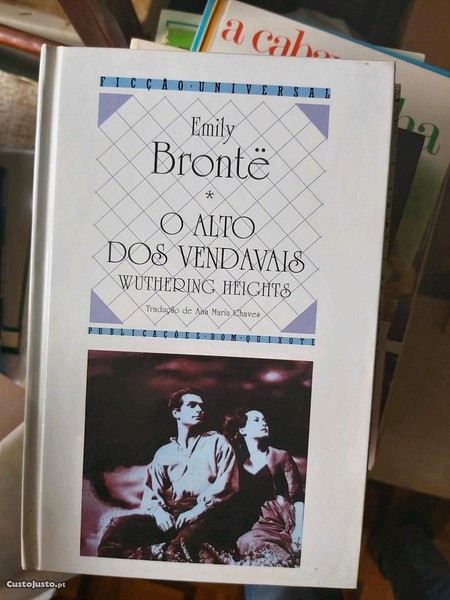 a caba
ba
FICÇÃO·UNIVERSAL
Emily
Brontë
*
O ALTO
DOS VENDAVAIS
WUTHERING HEIGHTS
Tradução de Ana Maria Chaves
PUBLICAÇÕES·DOM·QUIXOTE
CustoJusto.pt